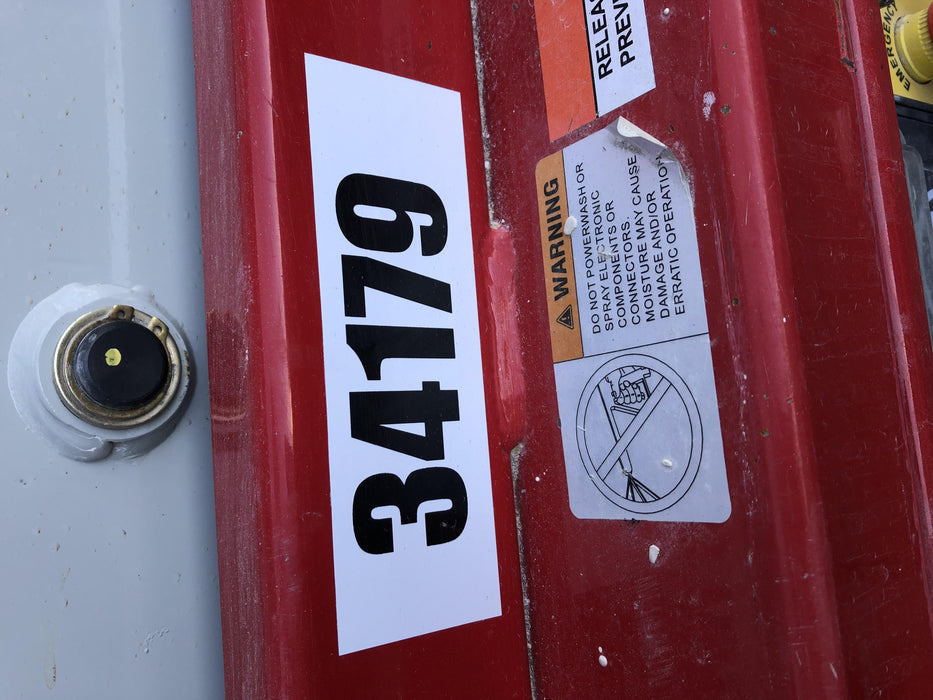 RELEA
PREV
EMERGENC
WARNING
DO NOT POWERWASH OR
SPRAY ELECTRONIC
COMPONENTS OR
CONNECTORS.
MOISTURE MAY CAUSE
DAMAGE AND/OR
ERRATIC OPERATION
34179